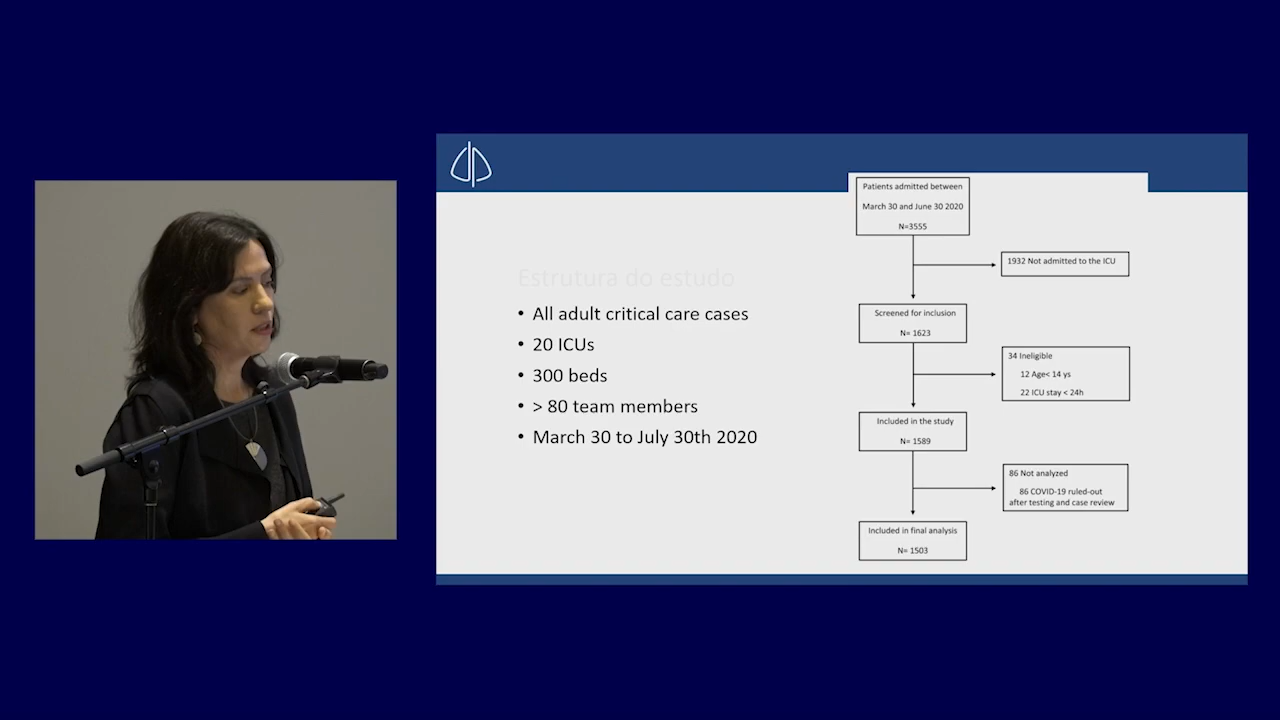 Estrutura do estudo
• All adult critical care cases
• 20 ICUs
• 300 beds
• > 80 team members
• March 30 to July 30th 2020
Patients admitted between
March 30 and June 30 2020
N=3555
1932 Not admitted to the ICU
Screened for inclusion
N= 1623
34 Ineligible
12 Age< 14 ys
22 ICU stay < 24h
Included in the study
N= 1589
86 Not analyzed
86 COVID-19 ruled-out
after testing and case review
Included in final analysis
N= 1503